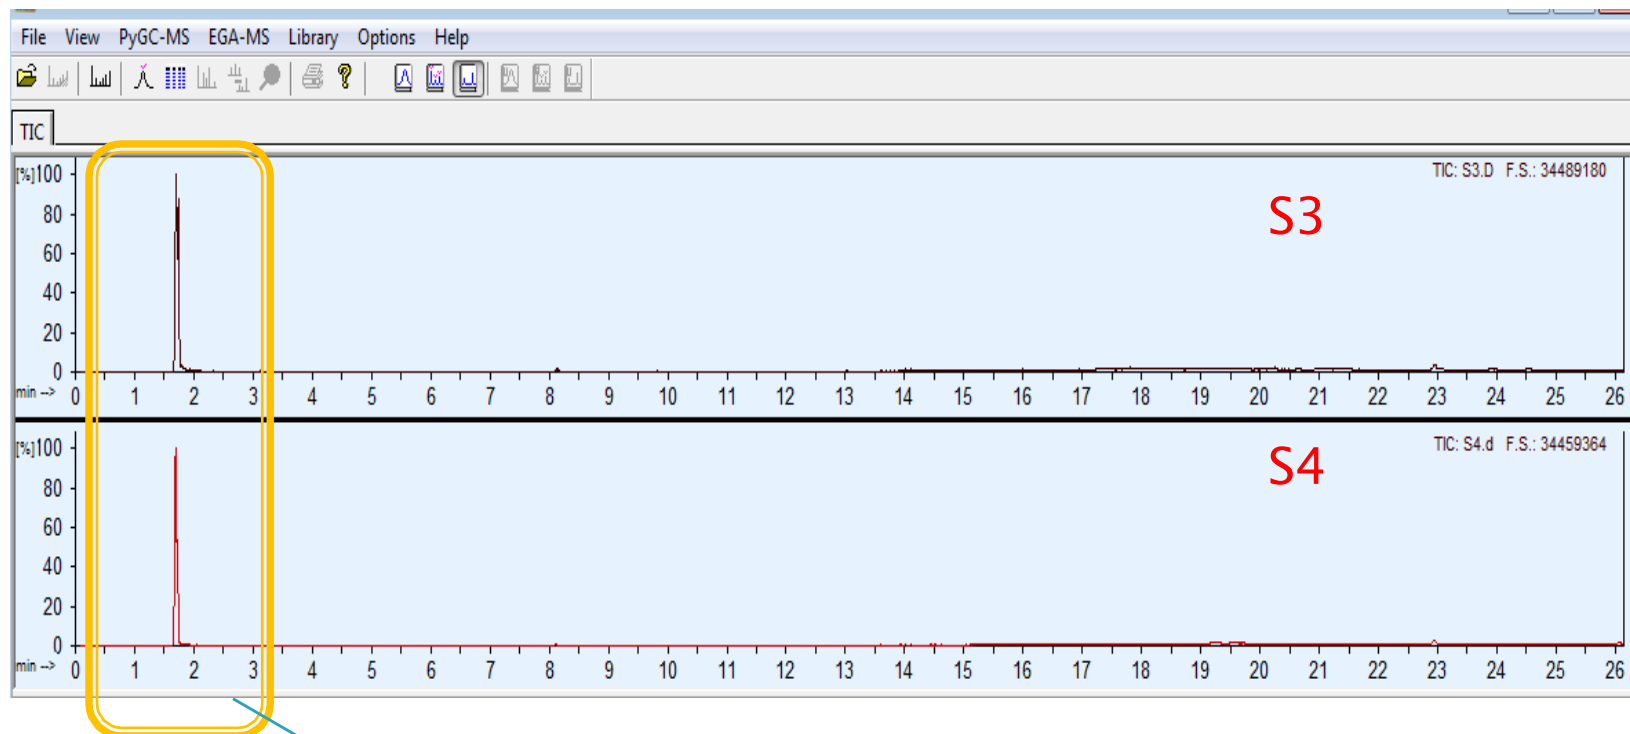 File View PyGC-MS EGA-MS Library Options Help
TIC
[%]100
TIC: S3.D F.S.: 34489180
S3
80
60
40
20
0
min --> 0 1 2 3 4 5 6 7 8 9 10 11 12 13 14 15 16 17 18 19 20 21 22 23 24 25 26
[%]100
TIC: S4.d F.S.: 34459364
S4
80
60
40
20
0
min --> 0 1 2 3 4 5 6 7 8 9 10 11 12 13 14 15 16 17 18 19 20 21 22 23 24 25 26